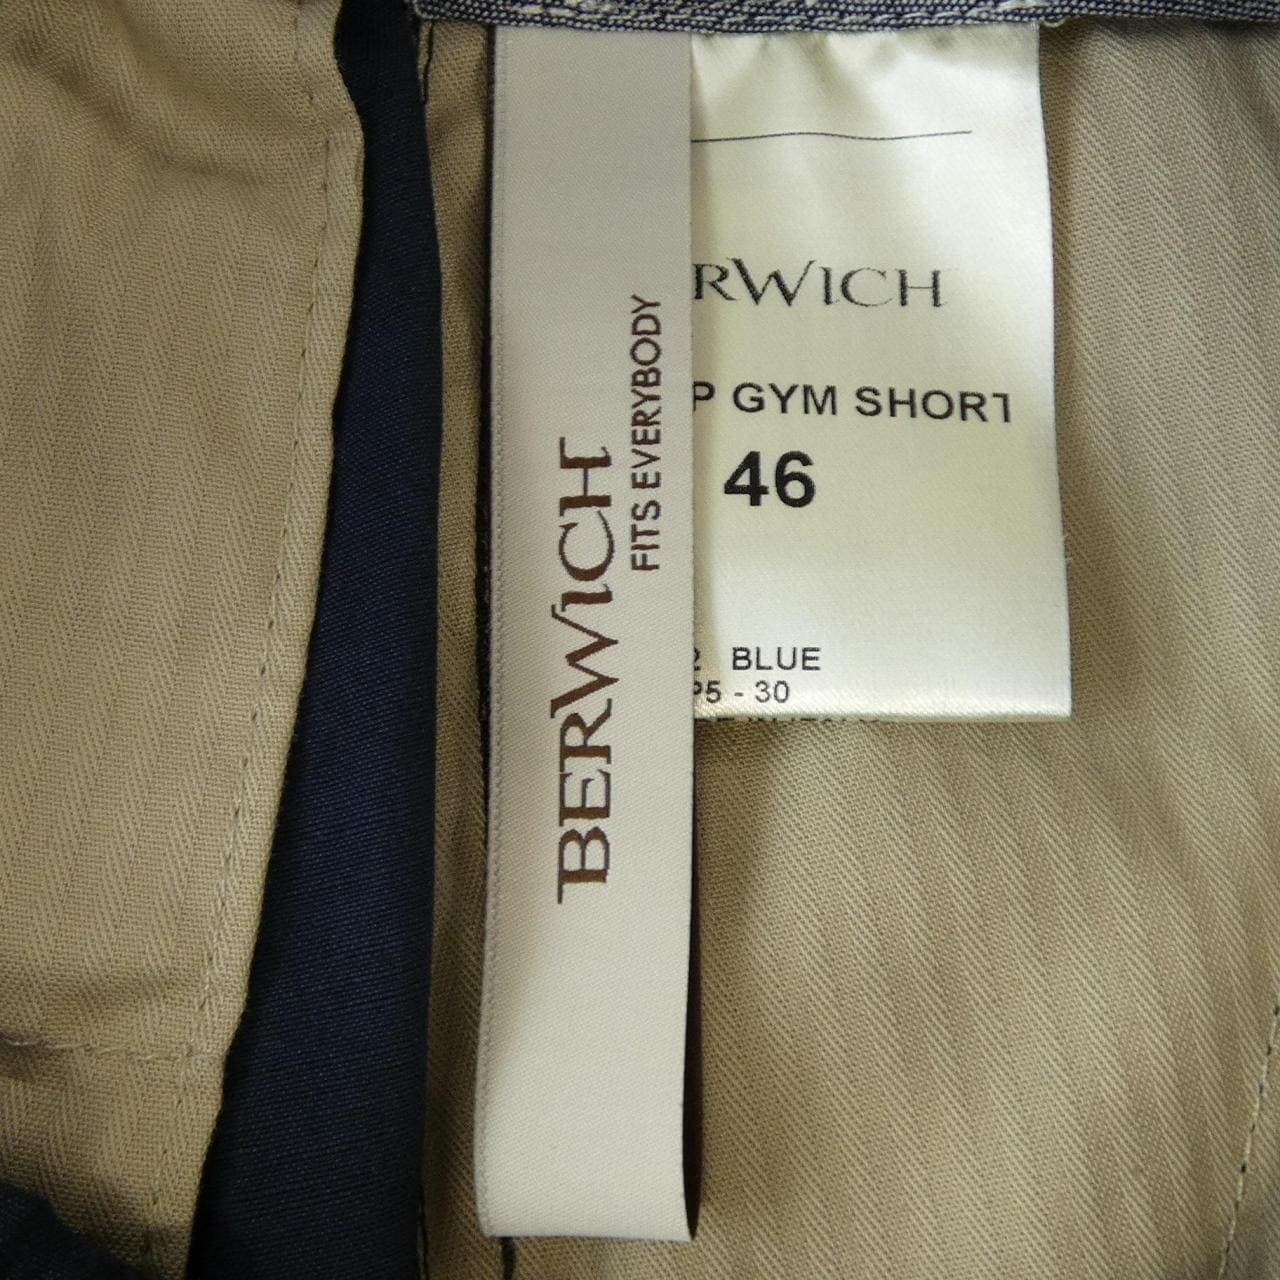 BERWICH
FITS EVERYBODY
RWICH
P GYM SHORT
46
2 BLUE
P5 - 30